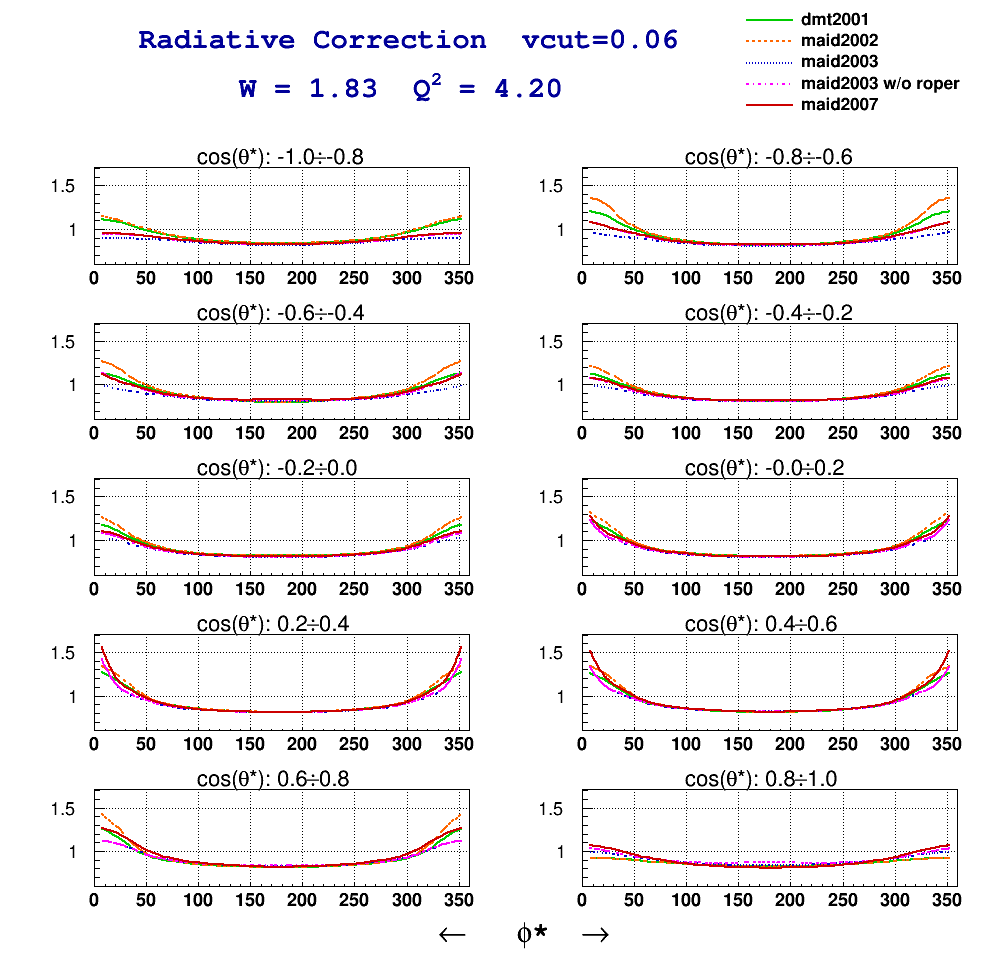 Radiative Correction vcut=0.06
W = 1.83 Q² = 4.20
dmt2001
maid2002
maid2003
maid2003 w/o roper
maid2007
cos(θ*): -1.0÷-0.8
1.5
1
0 50 100 150 200 250 300 350
cos(θ*): -0.8÷-0.6
1.5
1
0 50 100 150 200 250 300 350
cos(θ*): -0.6÷-0.4
1.5
1
0 50 100 150 200 250 300 350
cos(θ*): -0.4÷-0.2
1.5
1
0 50 100 150 200 250 300 350
cos(θ*): -0.2÷0.0
1.5
1
0 50 100 150 200 250 300 350
cos(θ*): -0.0÷0.2
1.5
1
0 50 100 150 200 250 300 350
cos(θ*): 0.2÷0.4
1.5
1
0 50 100 150 200 250 300 350
cos(θ*): 0.4÷0.6
1.5
1
0 50 100 150 200 250 300 350
cos(θ*): 0.6÷0.8
1.5
1
0 50 100 150 200 250 300 350
cos(θ*): 0.8÷1.0
1.5
1
0 50 100 150 200 250 300 350
← ϕ* →